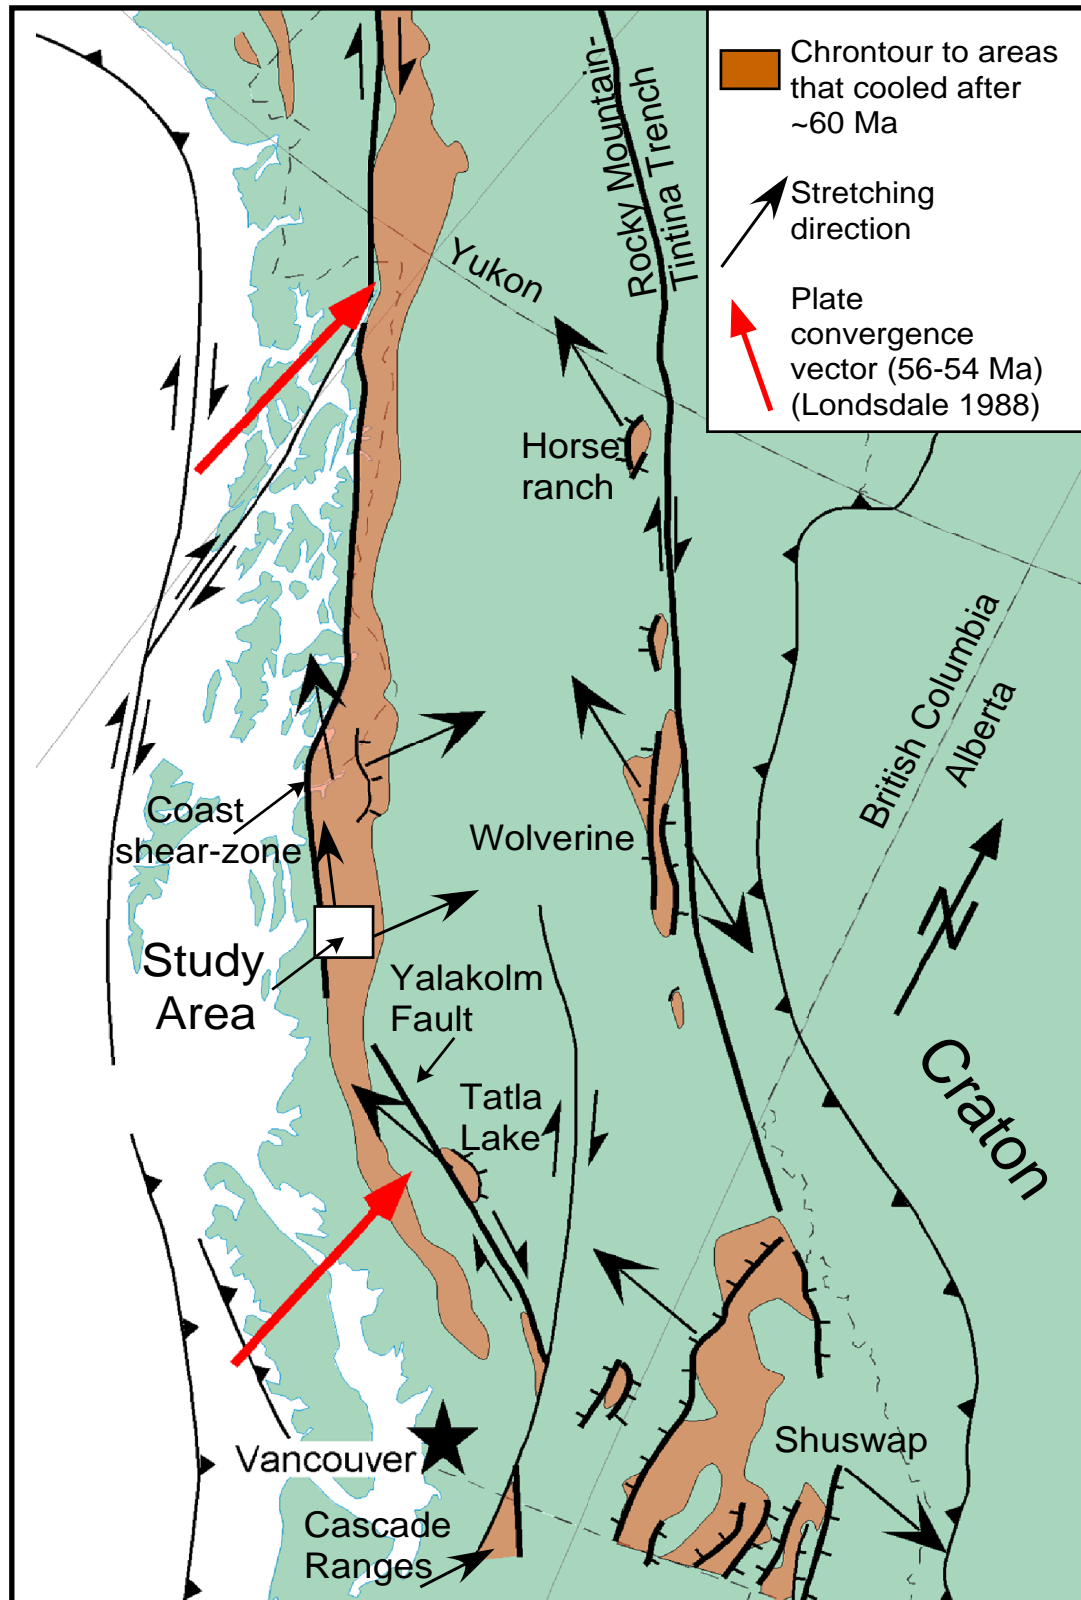 Chrontour to areas
that cooled after
~60 Ma
Stretching
direction
Plate
convergence
vector (56-54 Ma)
(Londsdale 1988)
Rocky Mountain-
Tintina Trench
Yukon
Horse
ranch
British Columbia
Alberta
Coast
shear-zone
Wolverine
N
Study
Area
Yalakolm
Fault
Tatla
Lake
Craton
Vancouver
Shuswap
Cascade
Ranges